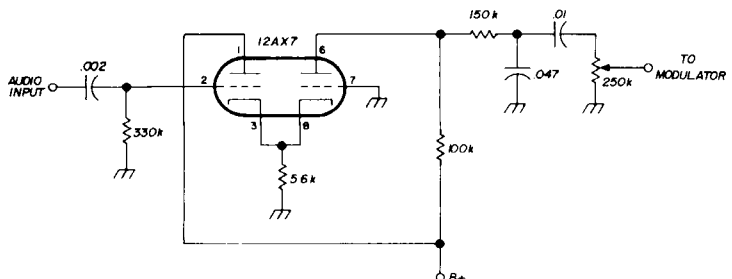 150k
.01
12AX7
1
6
.002
AUDIO
INPUT
2
7
TO
MODULATOR
.047
250k
3
8
330k
100k
56k
B+